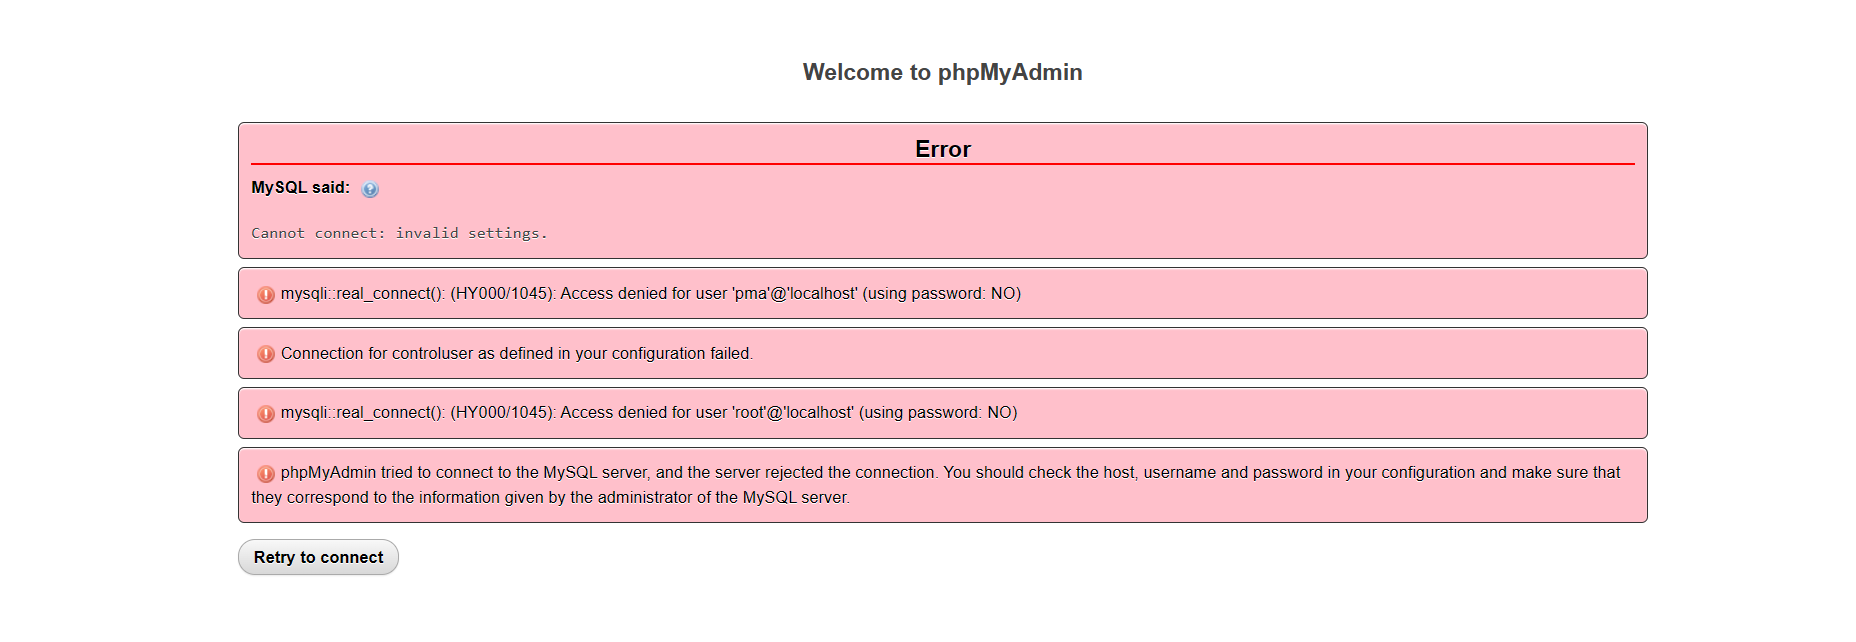 Welcome to phpMyAdmin
Error
MySQL said:
Cannot connect: invalid settings.
mysqli::real_connect(): (HY000/1045): Access denied for user 'pma'@'localhost' (using password: NO)
Connection for controluser as defined in your configuration failed.
mysqli::real_connect(): (HY000/1045): Access denied for user 'root'@'localhost' (using password: NO)
phpMyAdmin tried to connect to the MySQL server, and the server rejected the connection. You should check the host, username and password in your configuration and make sure that
they correspond to the information given by the administrator of the MySQL server.
Retry to connect